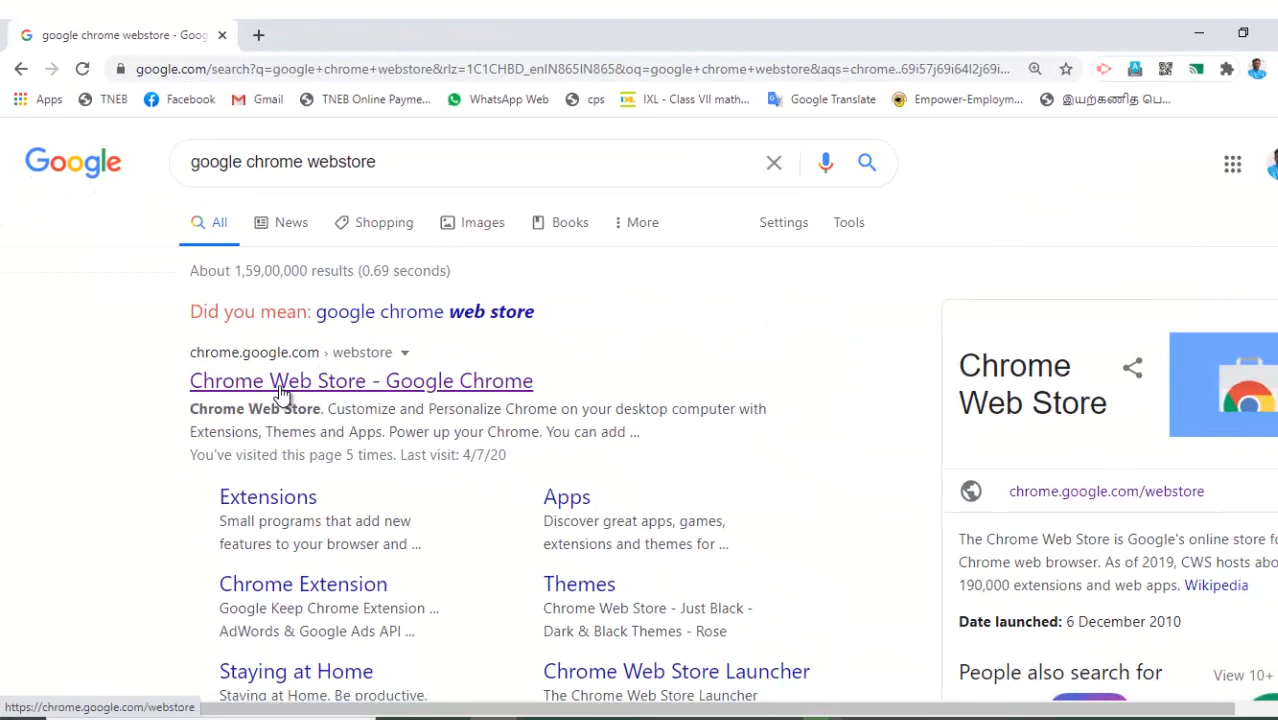 google chrome webstore - Goog
google.com/search?q=google+chrome+webstore&rlz=1C1CHBD_enIN865IN865&oq=google+chrome+webstore&aqs=chrome..69i57j69i64l2j69i...
Apps TNEB Facebook Gmail TNEB Online Payme... WhatsApp Web cps IXL - Class VII math... Google Translate Empower-Employm... இயற்கணித பெ...
Google google chrome webstore
All News Shopping Images Books More Settings Tools
About 1,59,00,000 results (0.69 seconds)
Did you mean: google chrome web store
chrome.google.com › webstore
Chrome Web Store - Google Chrome
Chrome Web Store. Customize and Personalize Chrome on your desktop computer with
Extensions, Themes and Apps. Power up your Chrome. You can add ...
You've visited this page 5 times. Last visit: 4/7/20
Extensions
Small programs that add new
features to your browser and ...
Apps
Discover great apps, games,
extensions and themes for ...
Chrome Extension
Google Keep Chrome Extension ...
AdWords & Google Ads API ...
Themes
Chrome Web Store - Just Black -
Dark & Black Themes - Rose
Staying at Home
Staying at Home. Be productive.
Chrome Web Store Launcher
The Chrome Web Store
Chrome
Web Store
chrome.google.com/webstore
The Chrome Web Store is Google's online store fo
Chrome web browser. As of 2019, CWS hosts abo
190,000 extensions and web apps. Wikipedia
Date launched: 6 December 2010
People also search for View 10+
https://chrome.google.com/webstore